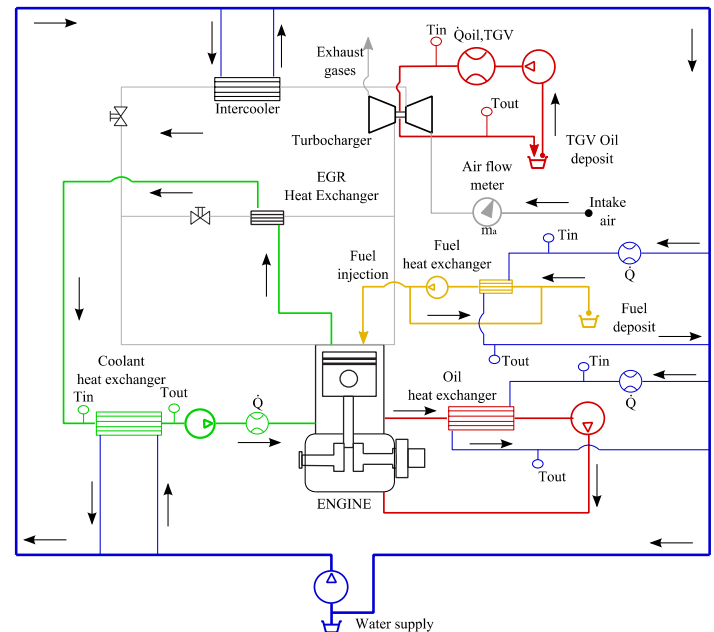 Tin
Q̇oil,TGV
Exhaust
gases
Tout
Intercooler
Turbocharger
TGV Oil
deposit
EGR
Heat Exchanger
Air flow
meter
Intake
air
ma
Tin
Fuel
injection
Fuel
heat exchanger
Q̇
Fuel
deposit
Tout
Coolant
heat exchanger
Tin
Tout
Q̇
Oil
heat exchanger
Tin
Q̇
Tout
ENGINE
Water supply